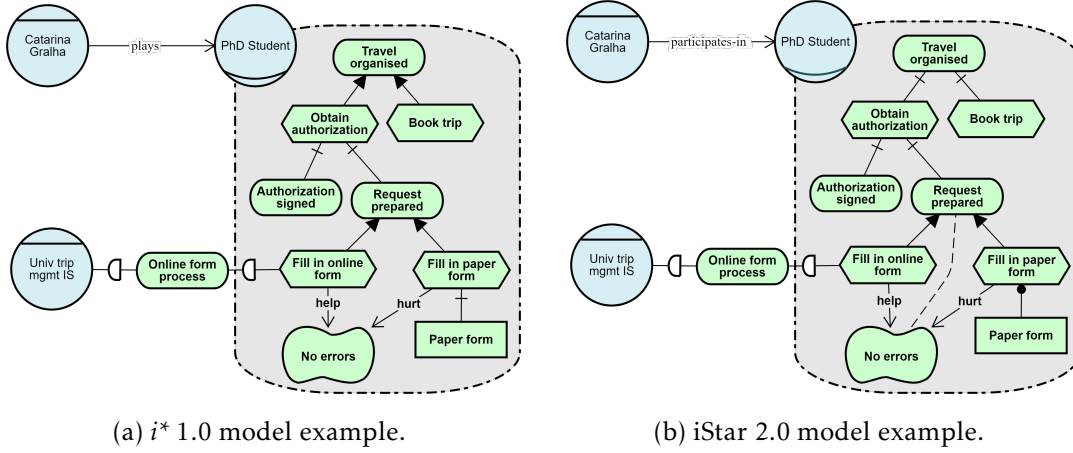 Catarina
Gralha
plays
PhD Student
Travel
organised
Obtain
authorization
Book trip
Authorization
signed
Request
prepared
Univ trip
mgmt IS
Online form
process
Fill in online
form
Fill in paper
form
help
hurt
No errors
Paper form
(a) i* 1.0 model example.
Catarina
Gralha
participates-in
PhD Student
Travel
organised
Obtain
authorization
Book trip
Authorization
signed
Request
prepared
Univ trip
mgmt IS
Online form
process
Fill in online
form
Fill in paper
form
help
hurt
No errors
Paper form
(b) iStar 2.0 model example.